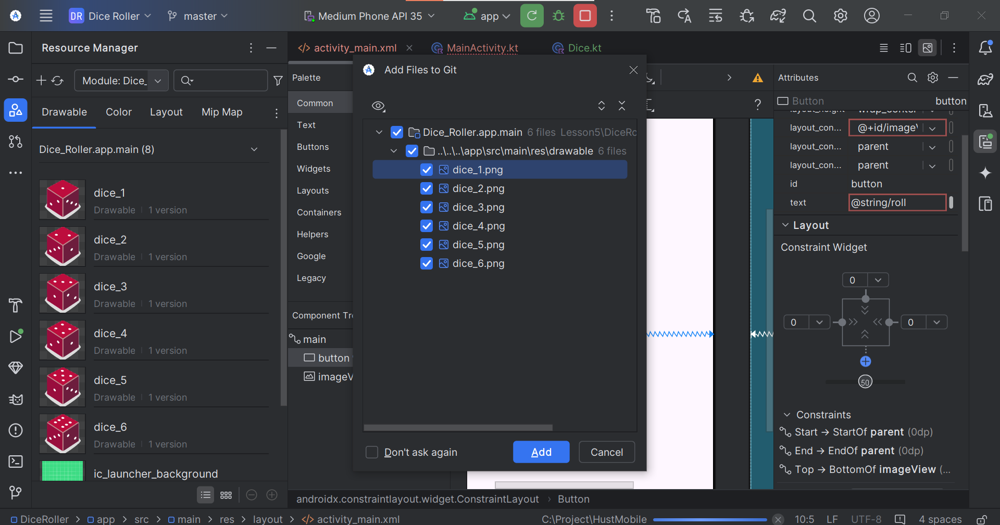 DR Dice Roller
master
Medium Phone API 35
app
Resource Manager
activity_main.xml
MainActivity.kt
Dice.kt
Module: Dice_
Drawable
Color
Layout
Mip Map
Dice_Roller.app.main (8)
dice_1
Drawable | 1 version
dice_2
Drawable | 1 version
dice_3
Drawable | 1 version
dice_4
Drawable | 1 version
dice_5
Drawable | 1 version
dice_6
Drawable | 1 version
ic_launcher_background
Palette
Common
Text
Buttons
Widgets
Layouts
Containers
Helpers
Google
Legacy
Component Tr
main
button
imageV
Add Files to Git
Dice_Roller.app.main 6 files Lesson5\DiceRo
..\..\..\app\src\main\res\drawable 6 files
dice_1.png
dice_2.png
dice_3.png
dice_4.png
dice_5.png
dice_6.png
Don't ask again
Add
Cancel
?
Attributes
Button
button
layout_height wrap_conter
layout_con... @+id/imageV
layout_con... parent
layout_con... parent
id button
text @string/roll
Layout
Constraint Widget
0
0
0
50
Constraints
Start → StartOf parent (0dp)
End → EndOf parent (0dp)
Top → BottomOf imageView (...
androidx.constraintlayout.widget.ConstraintLayout > Button
DiceRoller > app > src > main > res > layout > activity_main.xml
C:\Project\HustMobile
10:5
LF
UTF-8
4 spaces